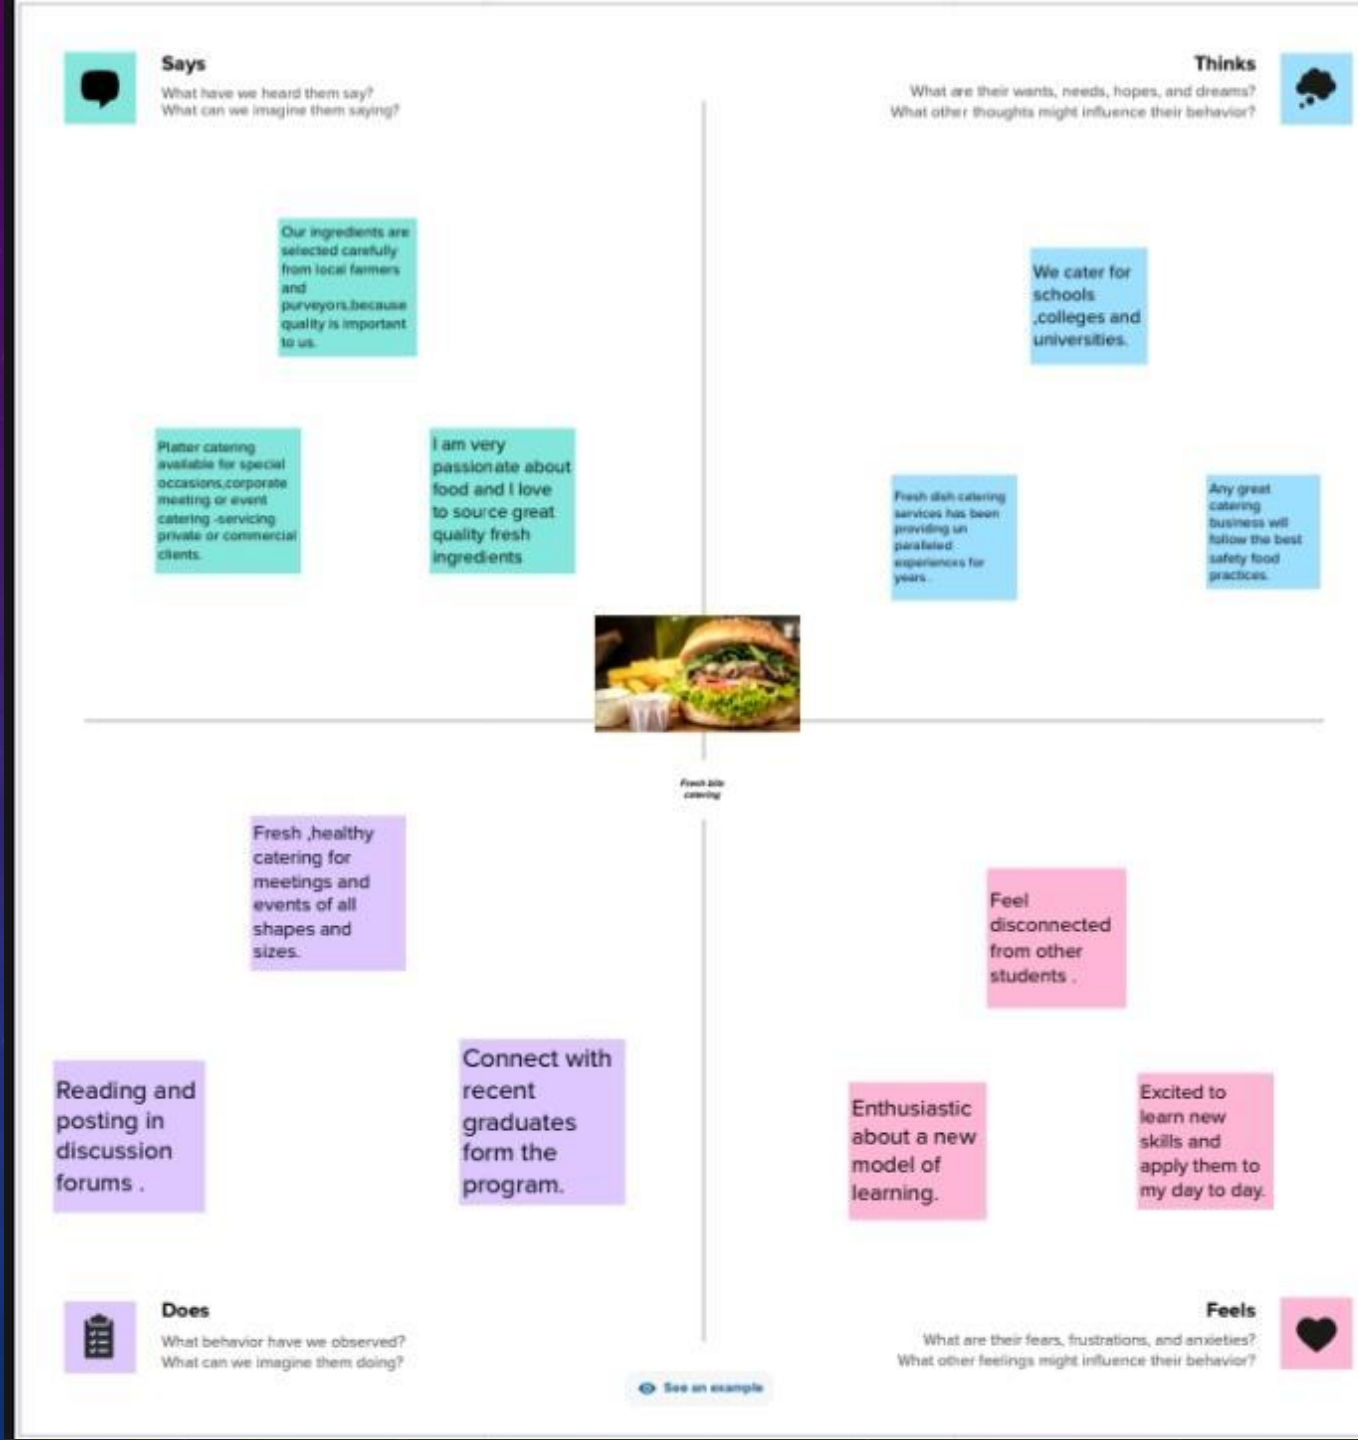 Says
What have we heard them say?
What can we imagine them saying?
Thinks
What are their wants, needs, hopes, and dreams?
What other thoughts might influence their behavior?
Our ingredients are
selected carefully
from local farmers
and
purveyors,because
quality is important
to us.
We cater for
schools
,colleges and
universities.
Platter catering
available for special
occasions,corporate
meeting or event
catering -servicing
private or commercial
clients.
I am very
passionate about
food and I love
to source great
quality fresh
ingredients
Fresh dish catering
services has been
providing un
paralleled
experiences for
years .
Any great
catering
business will
follow the best
safety food
practices.
Fresh bite
catering
Fresh ,healthy
catering for
meetings and
events of all
shapes and
sizes.
Feel
disconnected
from other
students .
Reading and
posting in
discussion
forums .
Connect with
recent
graduates
form the
program.
Enthusiastic
about a new
model of
learning.
Excited to
learn new
skills and
apply them to
my day to day.
Does
What behavior have we observed?
What can we imagine them doing?
Feels
What are their fears, frustrations, and anxieties?
What other feelings might influence their behavior?
See an example